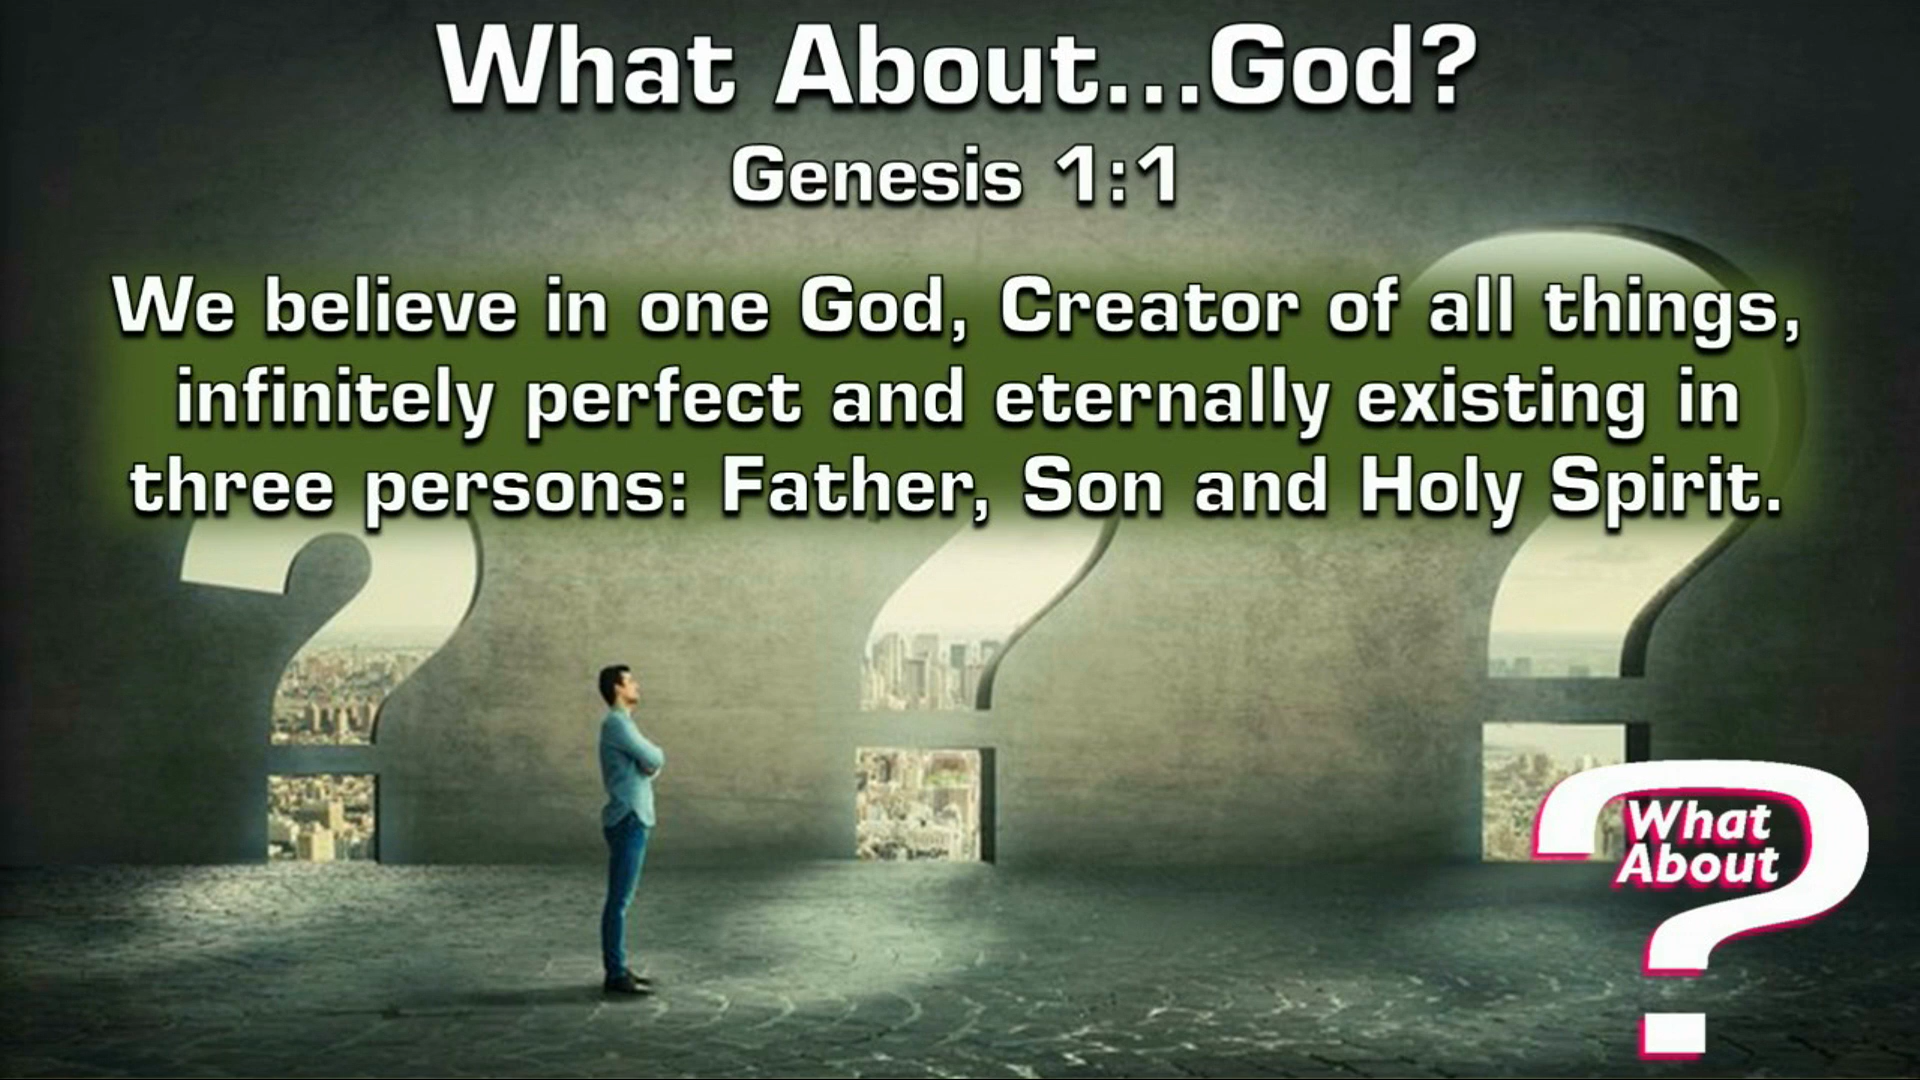 What About...God?
Genesis 1:1
We believe in one God, Creator of all things,
infinitely perfect and eternally existing in
three persons: Father, Son and Holy Spirit.
What
About